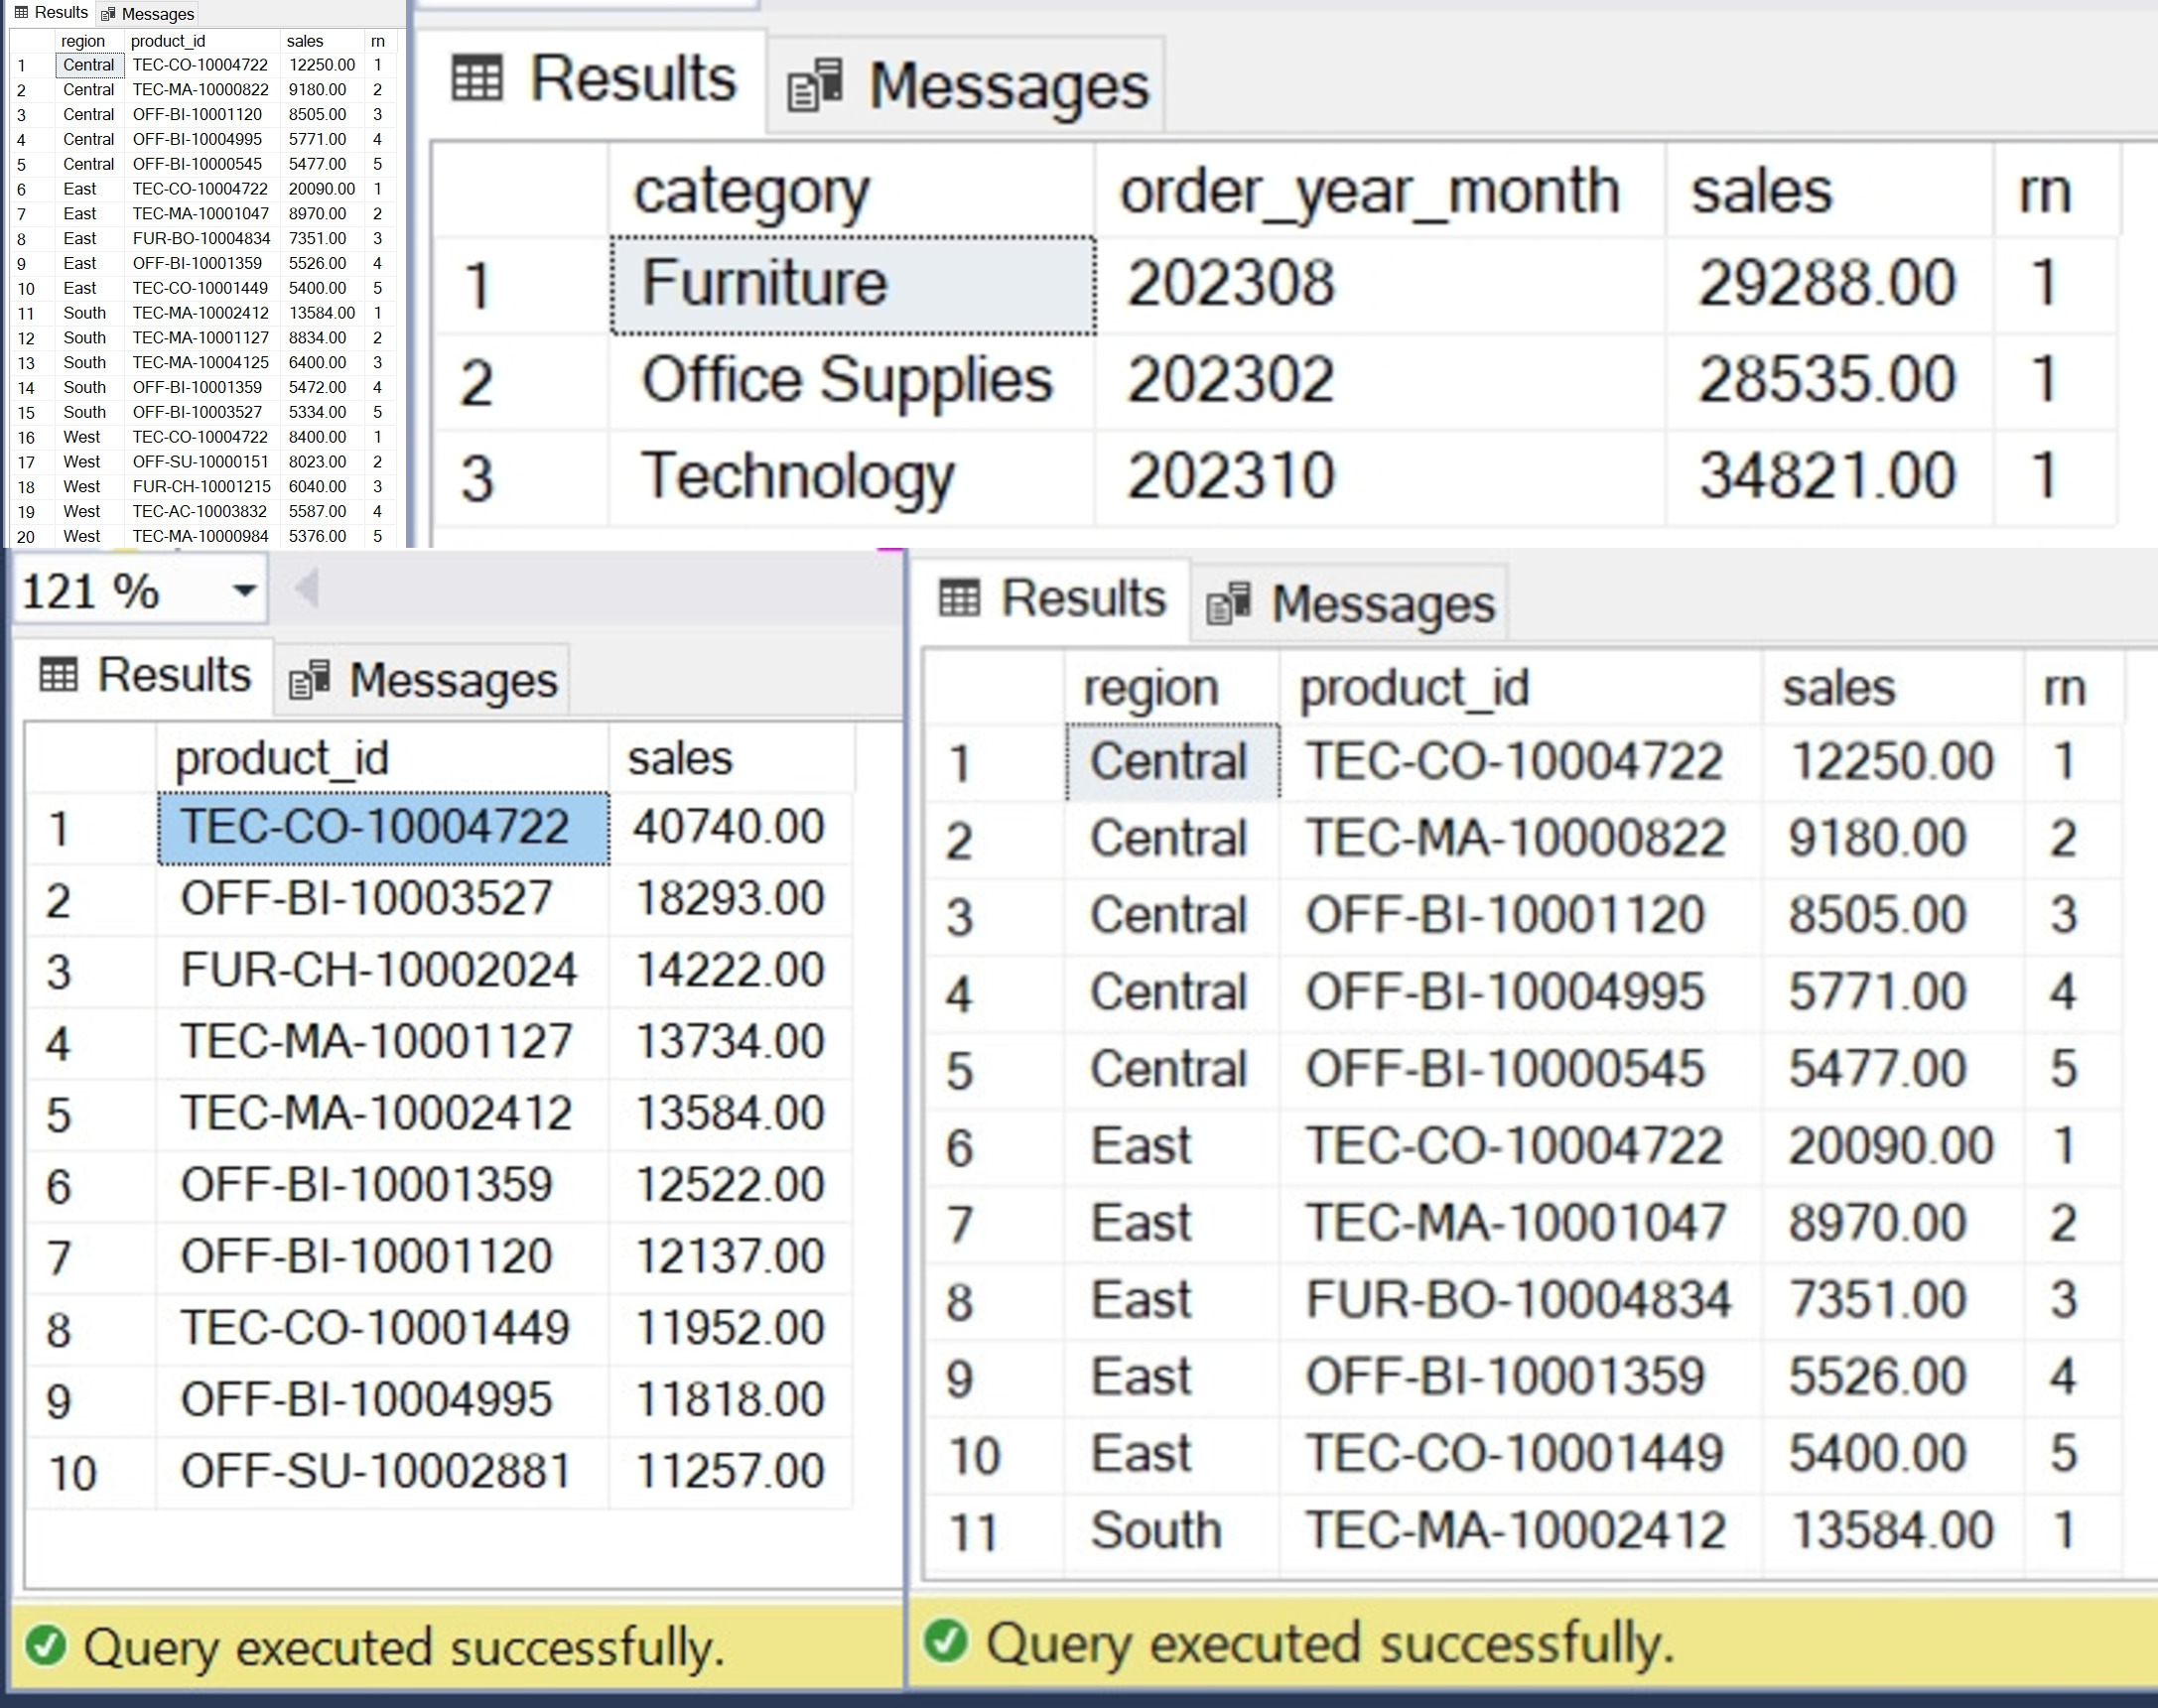 Results Messages
region product_id sales rn
1 Central TEC-CO-10004722 12250.00 1
2 Central TEC-MA-10000822 9180.00 2
3 Central OFF-BI-10001120 8505.00 3
4 Central OFF-BI-10004995 5771.00 4
5 Central OFF-BI-10000545 5477.00 5
6 East TEC-CO-10004722 20090.00 1
7 East TEC-MA-10001047 8970.00 2
8 East FUR-BO-10004834 7351.00 3
9 East OFF-BI-10001359 5526.00 4
10 East TEC-CO-10001449 5400.00 5
11 South TEC-MA-10002412 13584.00 1
12 South TEC-MA-10001127 8834.00 2
13 South TEC-MA-10004125 6400.00 3
14 South OFF-BI-10001359 5472.00 4
15 South OFF-BI-10003527 5334.00 5
16 West TEC-CO-10004722 8400.00 1
17 West OFF-SU-10000151 8023.00 2
18 West FUR-CH-10001215 6040.00 3
19 West TEC-AC-10003832 5587.00 4
20 West TEC-MA-10000984 5376.00 5
Results Messages
category order_year_month sales rn
1 Furniture 202308 29288.00 1
2 Office Supplies 202302 28535.00 1
3 Technology 202310 34821.00 1
121 %
Results Messages
product_id sales
1 TEC-CO-10004722 40740.00
2 OFF-BI-10003527 18293.00
3 FUR-CH-10002024 14222.00
4 TEC-MA-10001127 13734.00
5 TEC-MA-10002412 13584.00
6 OFF-BI-10001359 12522.00
7 OFF-BI-10001120 12137.00
8 TEC-CO-10001449 11952.00
9 OFF-BI-10004995 11818.00
10 OFF-SU-10002881 11257.00
Query executed successfully.
Results Messages
region product_id sales rn
1 Central TEC-CO-10004722 12250.00 1
2 Central TEC-MA-10000822 9180.00 2
3 Central OFF-BI-10001120 8505.00 3
4 Central OFF-BI-10004995 5771.00 4
5 Central OFF-BI-10000545 5477.00 5
6 East TEC-CO-10004722 20090.00 1
7 East TEC-MA-10001047 8970.00 2
8 East FUR-BO-10004834 7351.00 3
9 East OFF-BI-10001359 5526.00 4
10 East TEC-CO-10001449 5400.00 5
11 South TEC-MA-10002412 13584.00 1
Query executed successfully.